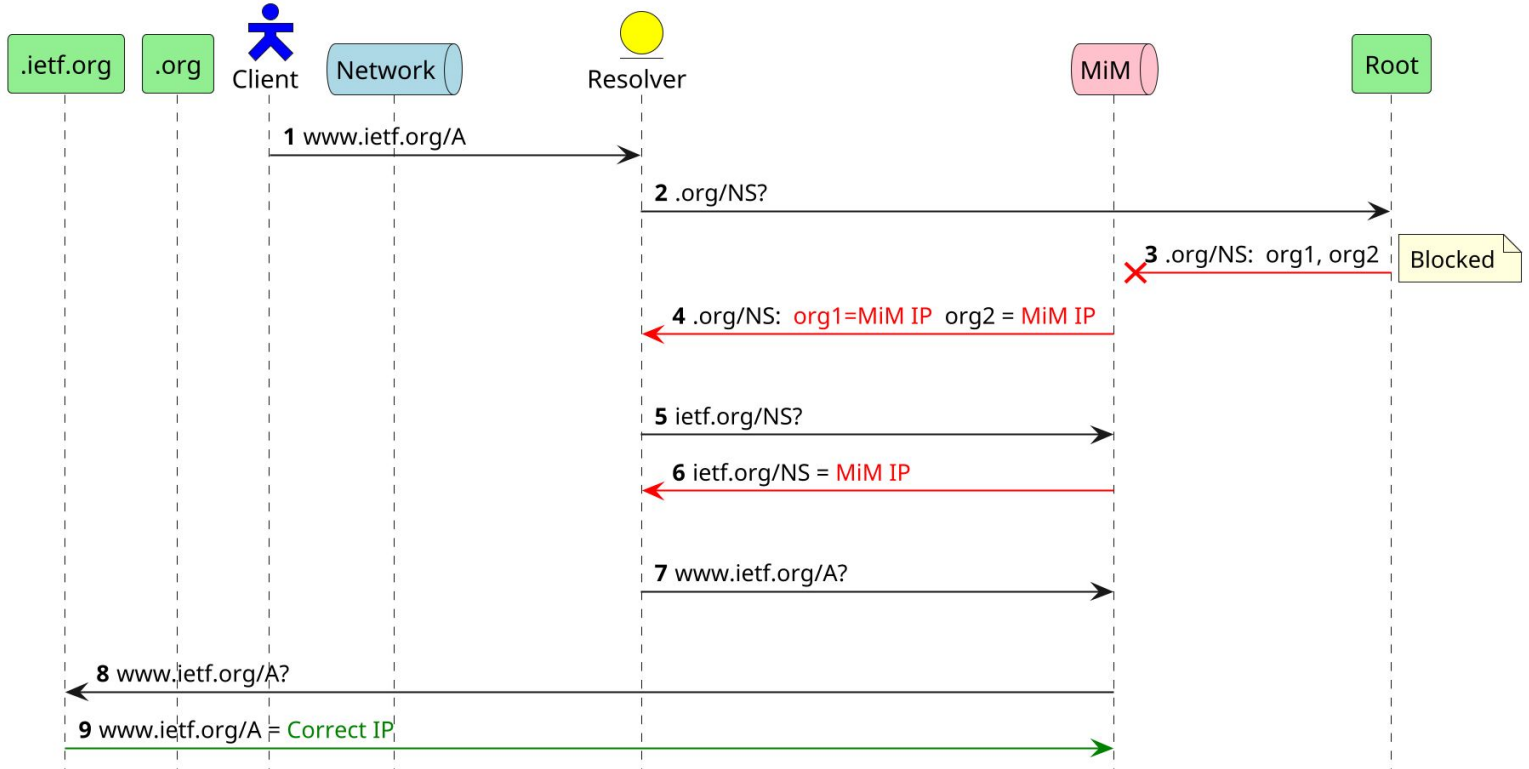 .ietf.org
.org
Client
Network
Resolver
MiM
Root
1 www.ietf.org/A
2 .org/NS?
3 .org/NS:  org1, org2
Blocked
4 .org/NS:  org1=MiM IP  org2 = MiM IP
5 ietf.org/NS?
6 ietf.org/NS = MiM IP
7 www.ietf.org/A?
8 www.ietf.org/A?
9 www.ietf.org/A = Correct IP